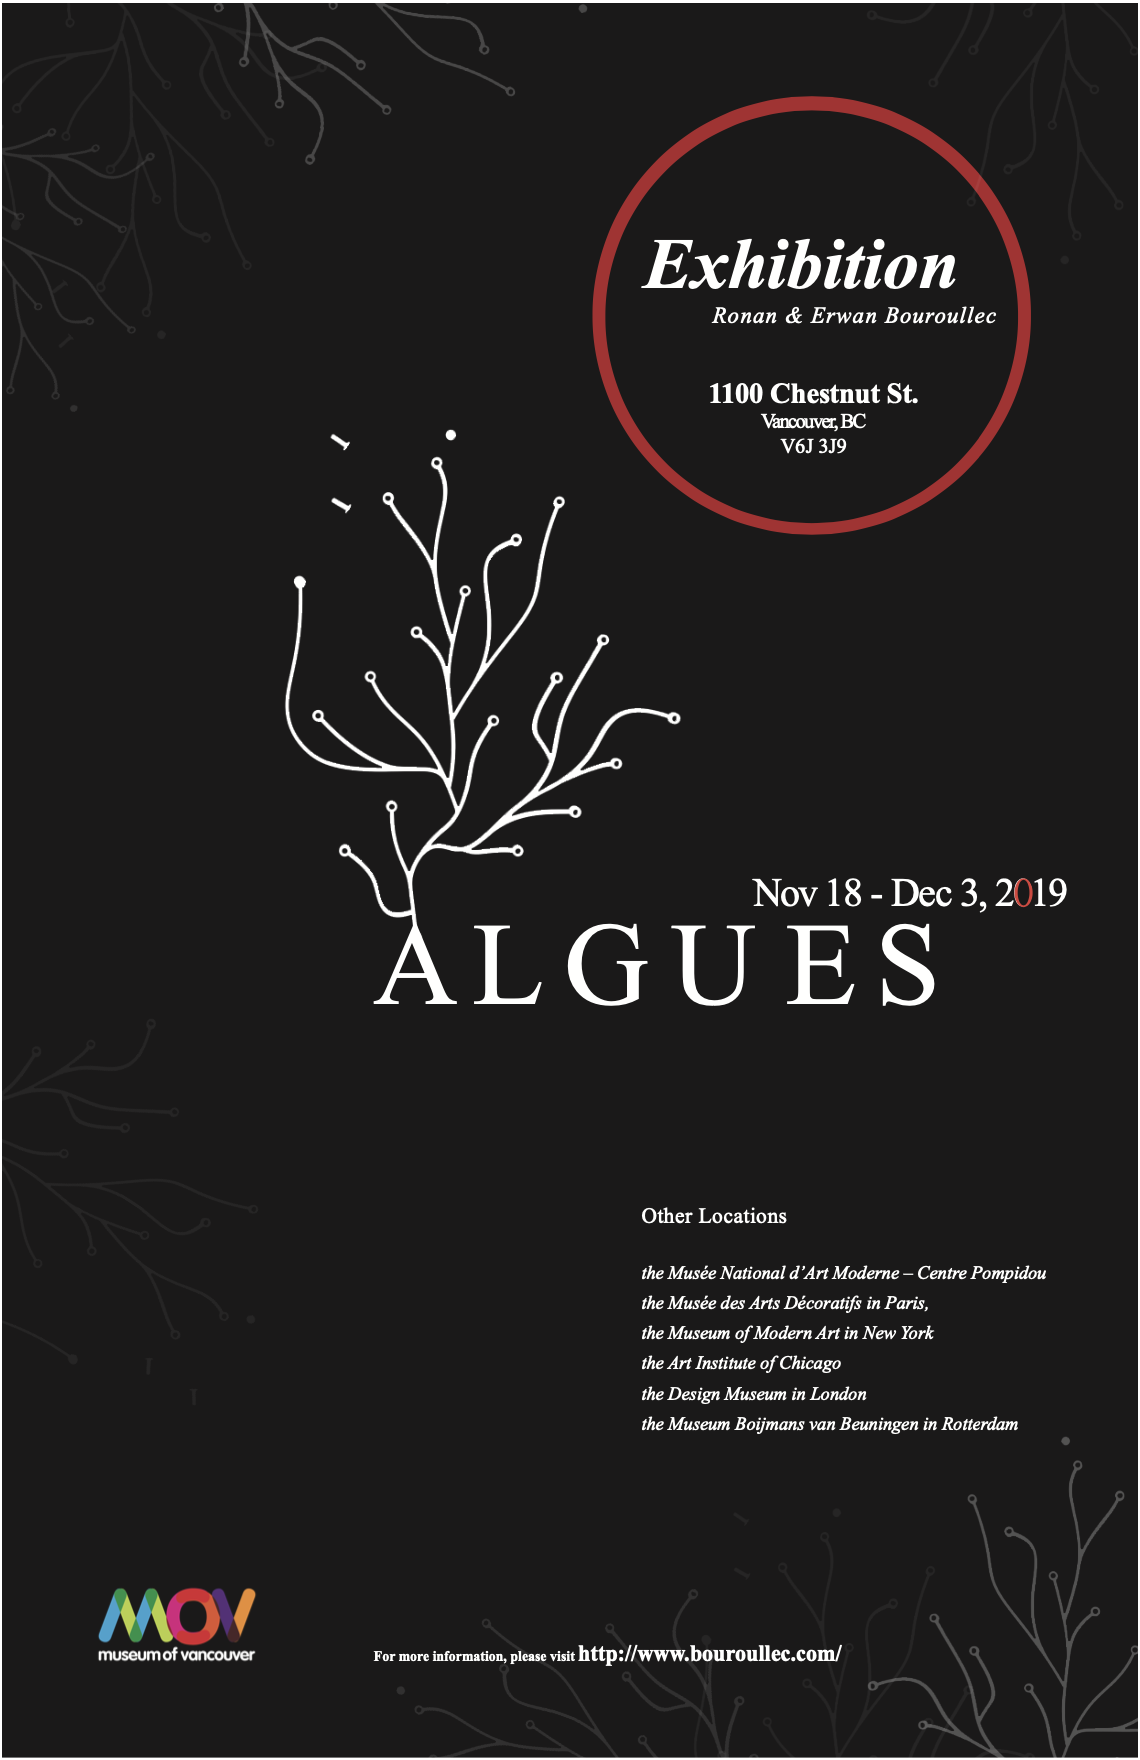 Exhibition
Ronan & Erwan Bouroullec
1100 Chestnut St.
Vancouver, BC
V6J 3J9
Nov 18 - Dec 3, 2019
ALGUES
Other Locations
the Musée National d’Art Moderne – Centre Pompidou
the Musée des Arts Décoratifs in Paris,
the Museum of Modern Art in New York
the Art Institute of Chicago
the Design Museum in London
the Museum Boijmans van Beuningen in Rotterdam
MOV
museum of vancouver
For more information, please visit http://www.bouroullec.com/